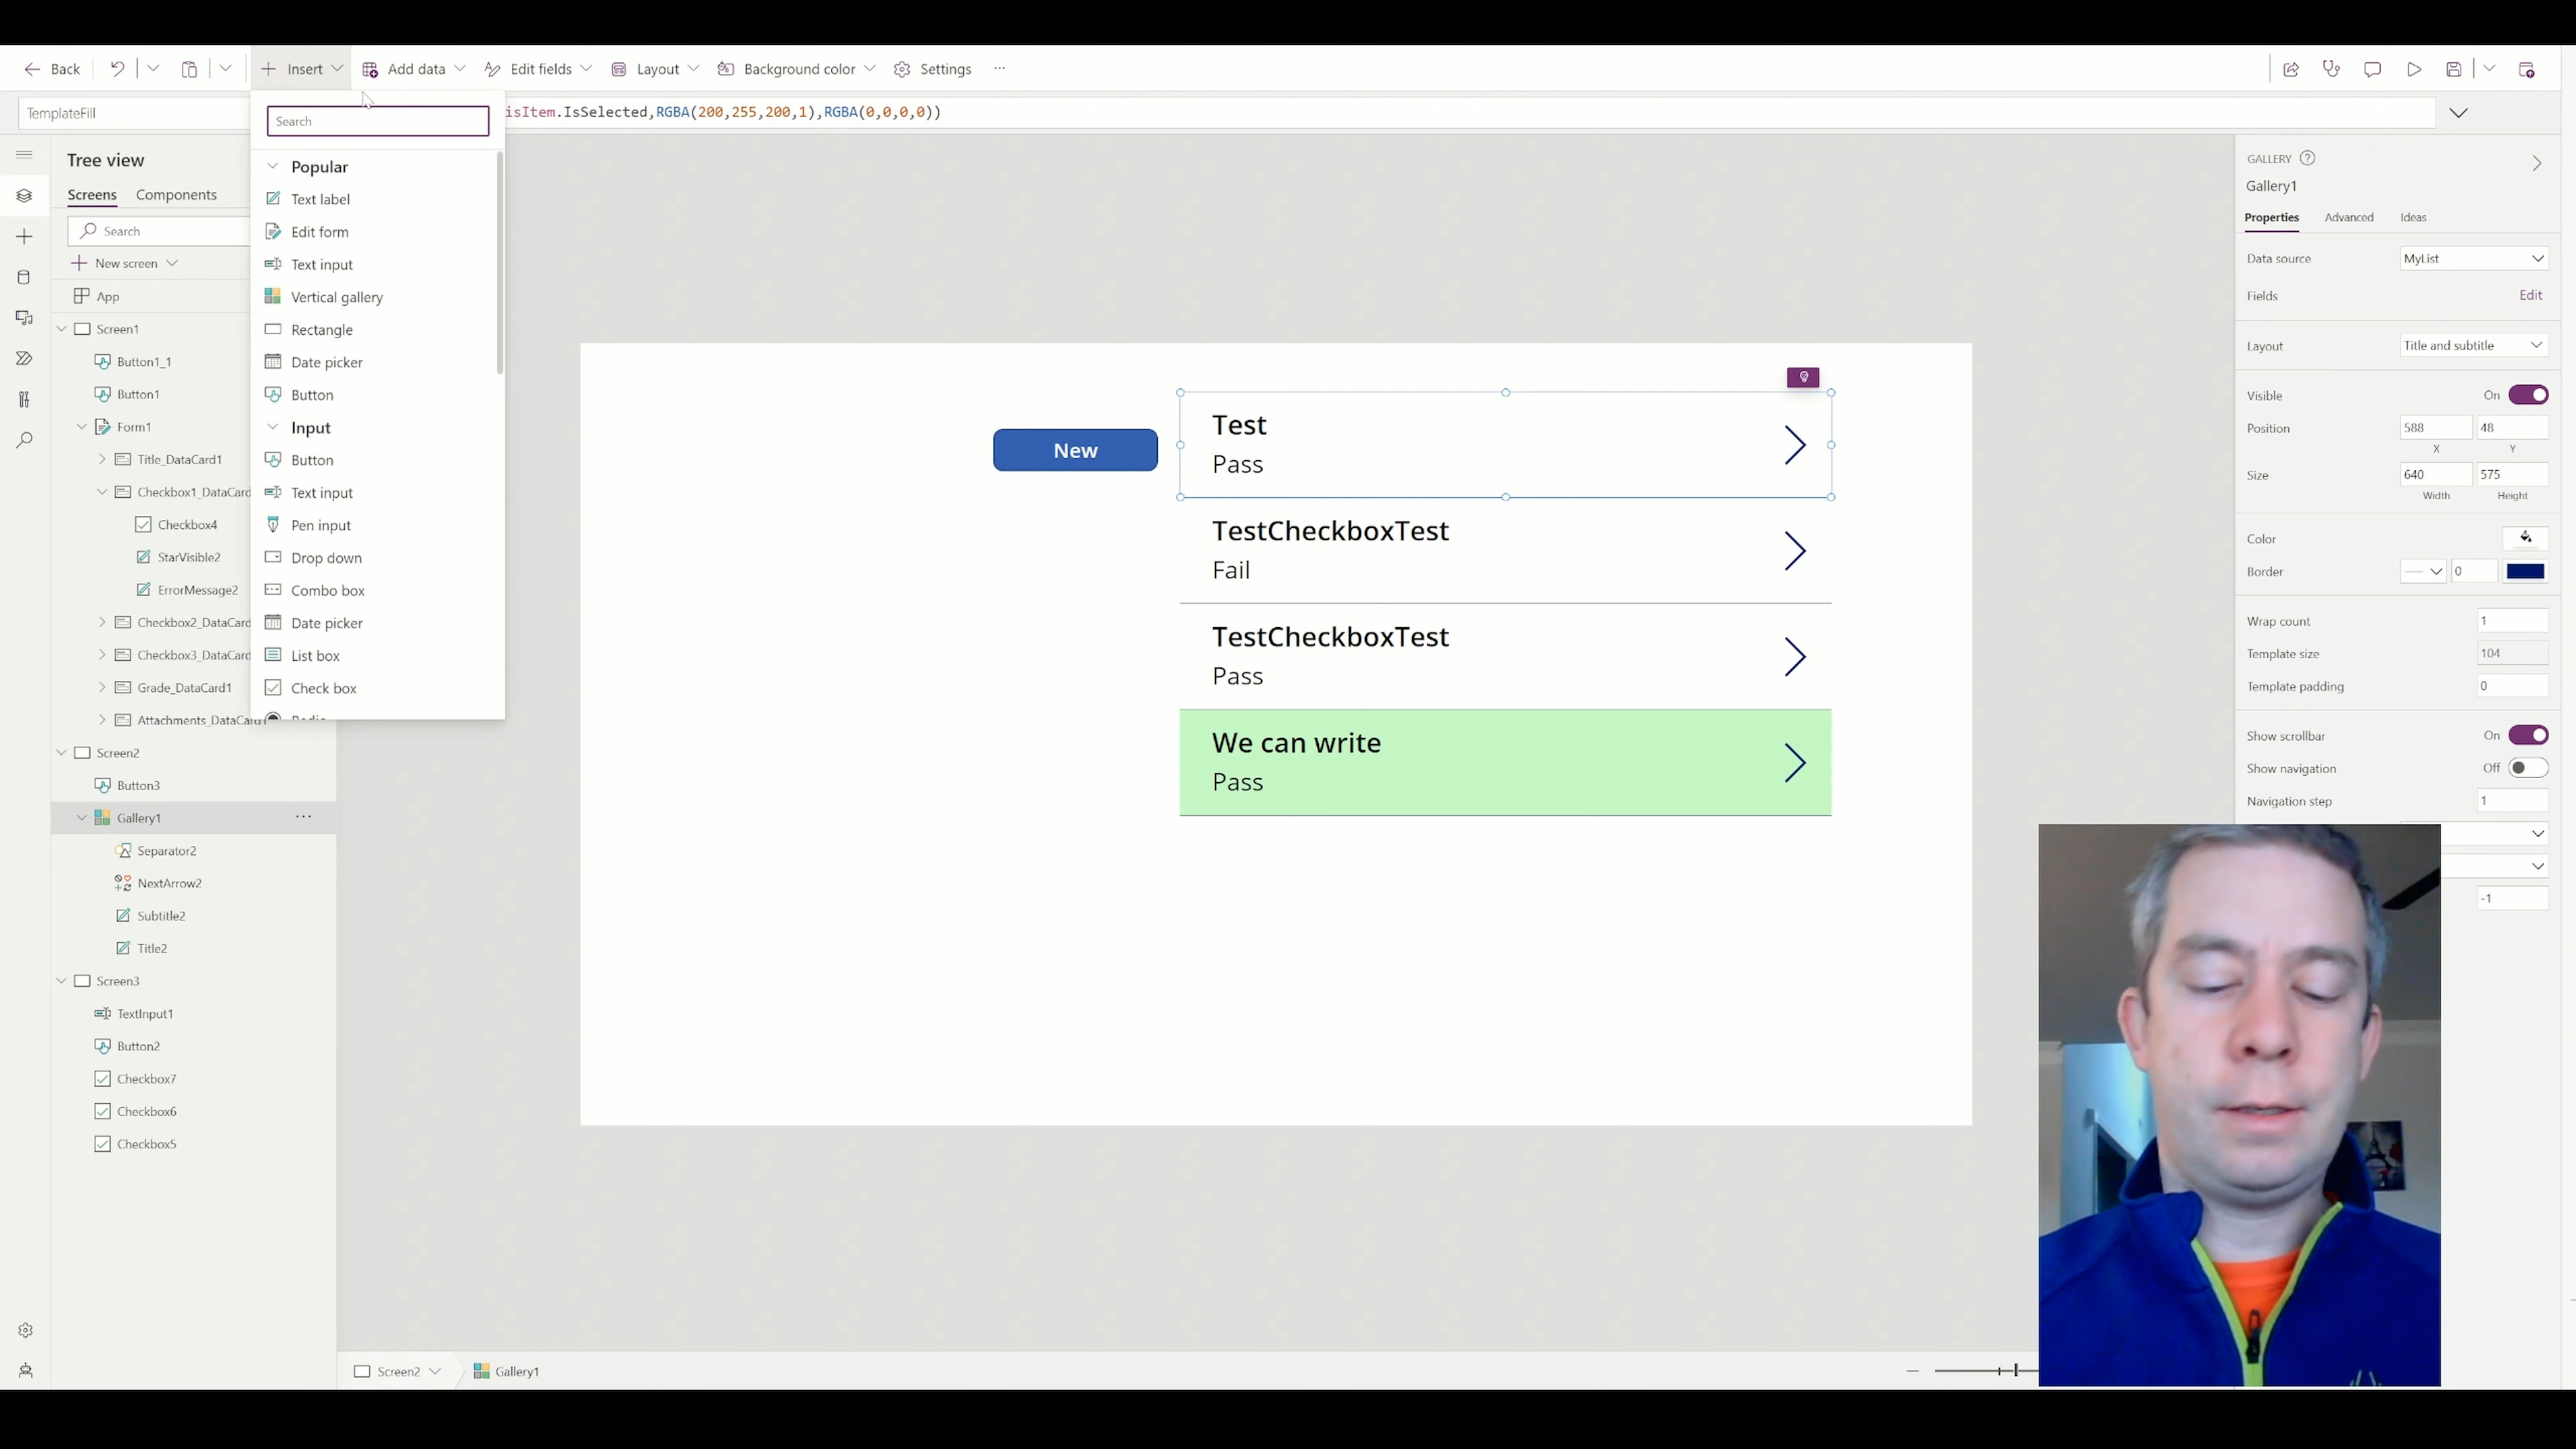 Back
Insert
Add data
Edit fields
Layout
Background color
Settings
TemplateFill
isItem.IsSelected,RGBA(200,255,200,1),RGBA(0,0,0,0))
Search
Popular
Text label
Edit form
Text input
Vertical gallery
Rectangle
Date picker
Button
Input
Button
Text input
Pen input
Drop down
Combo box
Date picker
List box
Check box
Tree view
Screens Components
Search
New screen
App
Screen1
Button1_1
Button1
Form1
Title_DataCard1
Checkbox1_DataCard
Checkbox4
StarVisible2
ErrorMessage2
Checkbox2_DataCard
Checkbox3_DataCard
Grade_DataCard1
Attachments_DataCard1
Screen2
Button3
Gallery1
Separator2
NextArrow2
Subtitle2
Title2
Screen3
TextInput1
Button2
Checkbox7
Checkbox6
Checkbox5
New
Test
Pass
TestCheckboxTest
Fail
TestCheckboxTest
Pass
We can write
Pass
Screen2
Gallery1
GALLERY
Gallery1
Properties Advanced Ideas
Data source MyList
Fields Edit
Layout Title and subtitle
Visible On
Position 588 48
X Y
Size 640 575
Width Height
Color
Border 0
Wrap count 1
Template size 104
Template padding 0
Show scrollbar On
Show navigation Off
Navigation step 1
-1